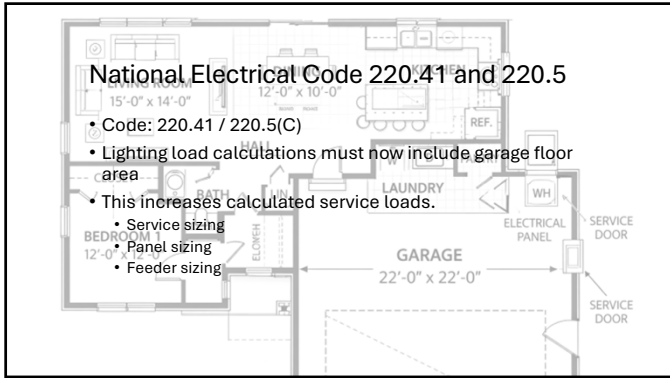 National Electrical Code 220.41 and 220.5
• Code: 220.41 / 220.5(C)
• Lighting load calculations must now include garage floor
area
• This increases calculated service loads.
• Service sizing
• Panel sizing
• Feeder sizing
LIVING ROOM
15'-0" x 14'-0"
DINING
12'-0" x 10'-0"
KITCHEN
REF.
HALL
BATH
LIN
LAUNDRY
WH
ELECTRICAL
PANEL
SERVICE
DOOR
BEDROOM 1
12'-0" x 12'-0"
GARAGE
22'-0" x 22'-0"
SERVICE
DOOR